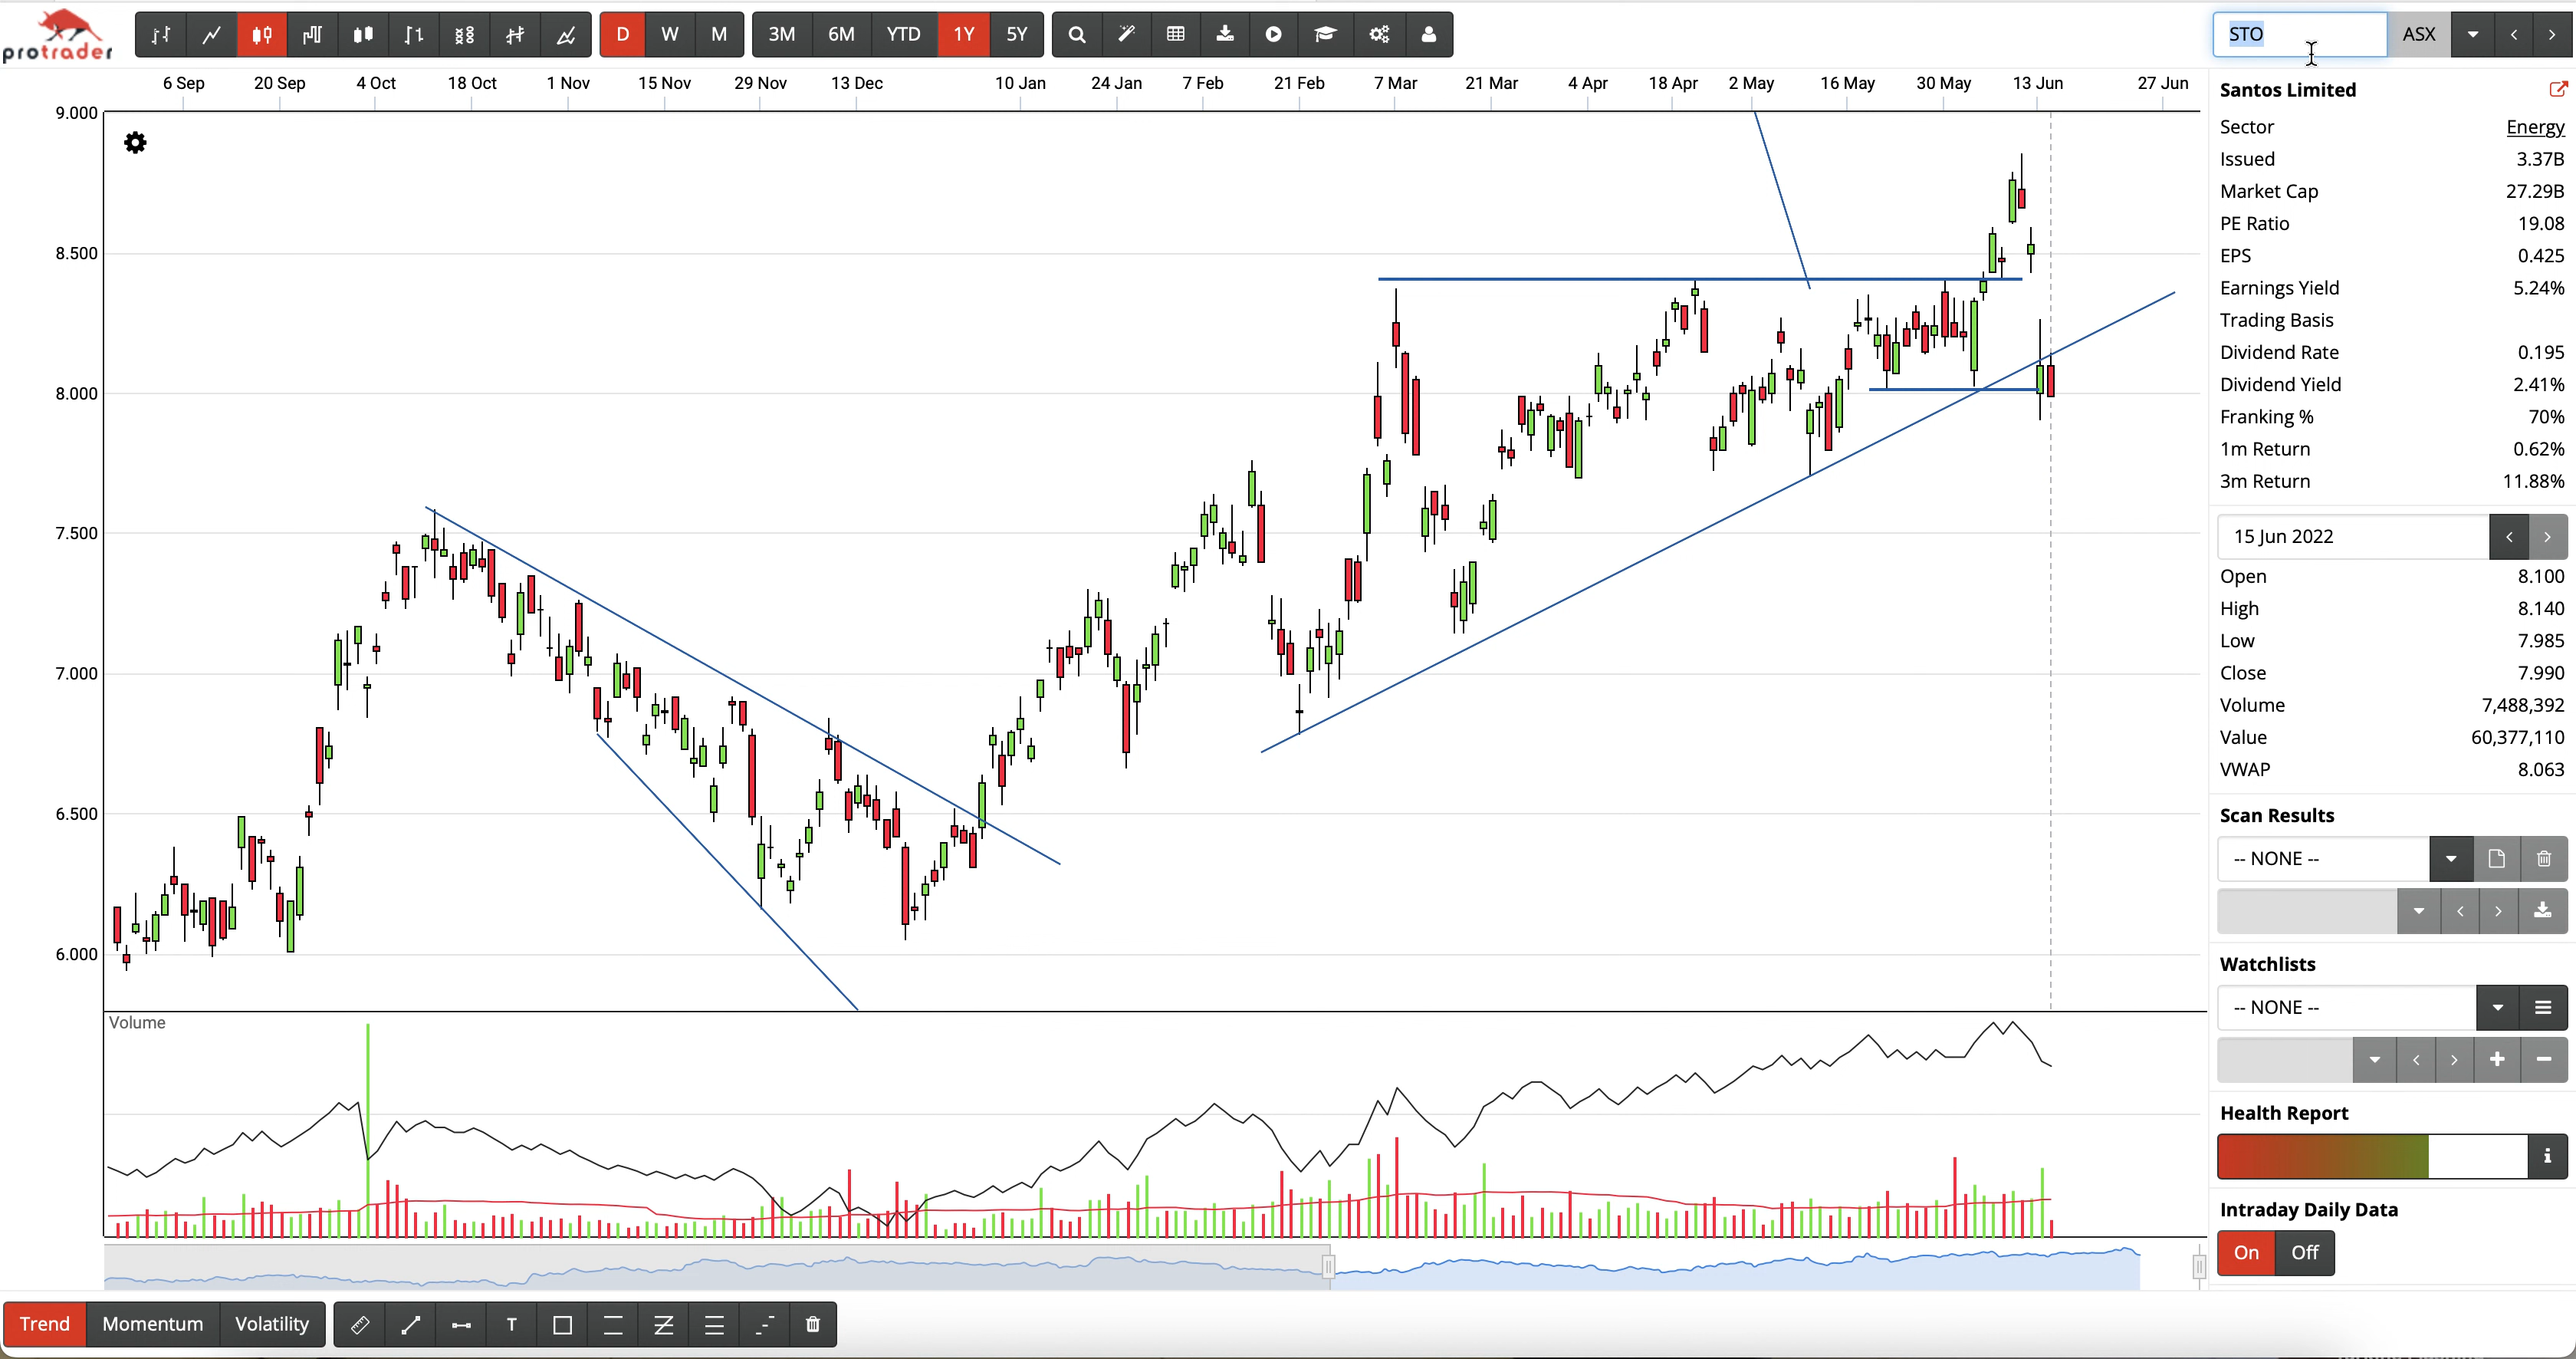 protrader
D W M 3M 6M YTD 1Y 5Y
STO ASX
6 Sep 20 Sep 4 Oct 18 Oct 1 Nov 15 Nov 29 Nov 13 Dec 10 Jan 24 Jan 7 Feb 21 Feb 7 Mar 21 Mar 4 Apr 18 Apr 2 May 16 May 30 May 13 Jun 27 Jun
9.000
8.500
8.000
7.500
7.000
6.500
6.000
Volume
Santos Limited
Sector Energy
Issued 3.37B
Market Cap 27.29B
PE Ratio 19.08
EPS 0.425
Earnings Yield 5.24%
Trading Basis
Dividend Rate 0.195
Dividend Yield 2.41%
Franking % 70%
1m Return 0.62%
3m Return 11.88%
15 Jun 2022
Open 8.100
High 8.140
Low 7.985
Close 7.990
Volume 7,488,392
Value 60,377,110
VWAP 8.063
Scan Results
-- NONE --
Watchlists
-- NONE --
Health Report
Intraday Daily Data
On Off
Trend Momentum Volatility T